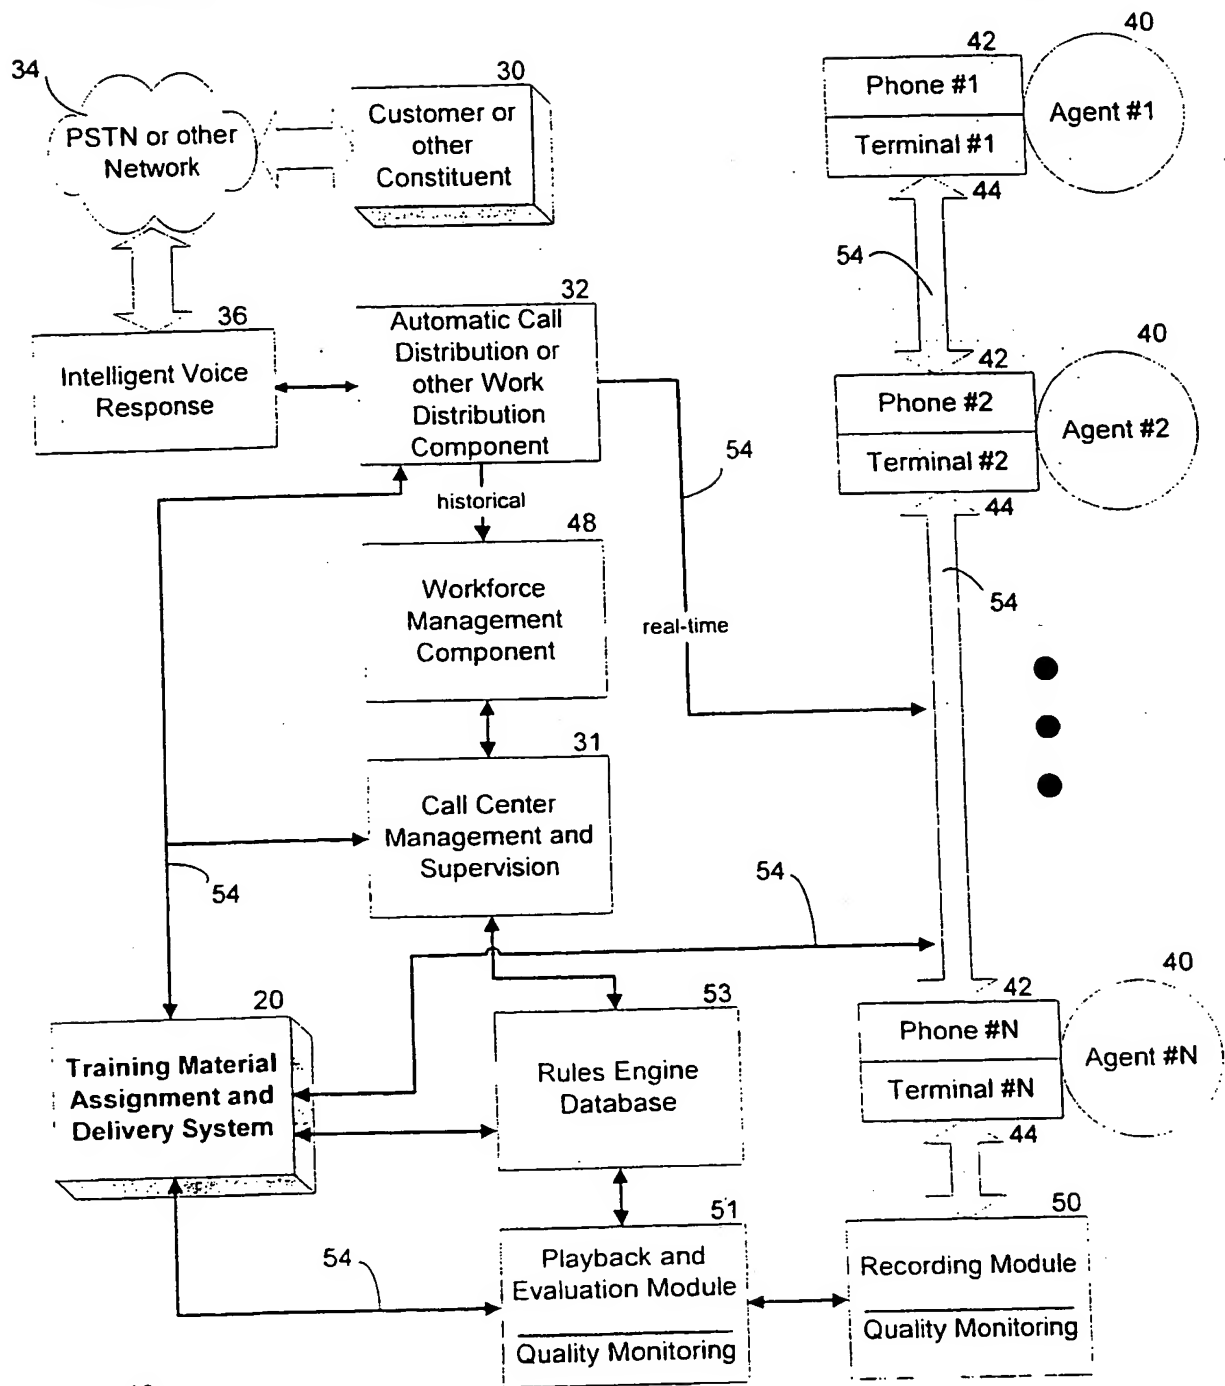 34
PSTN or other
Network
30
Customer or
other
Constituent
42
40
Phone #1
Terminal #1
Agent #1
44
54
36
Intelligent Voice
Response
32
Automatic Call
Distribution or
other Work
Distribution
Component
42
40
Phone #2
Terminal #2
Agent #2
44
54
54
historical
48
Workforce
Management
Component
real-time
31
Call Center
Management and
Supervision
54
54
20
Training Material
Assignment and
Delivery System
53
Rules Engine
Database
42
40
Phone #N
Terminal #N
Agent #N
44
54
51
Playback and
Evaluation Module
Quality Monitoring
50
Recording Module
Quality Monitoring